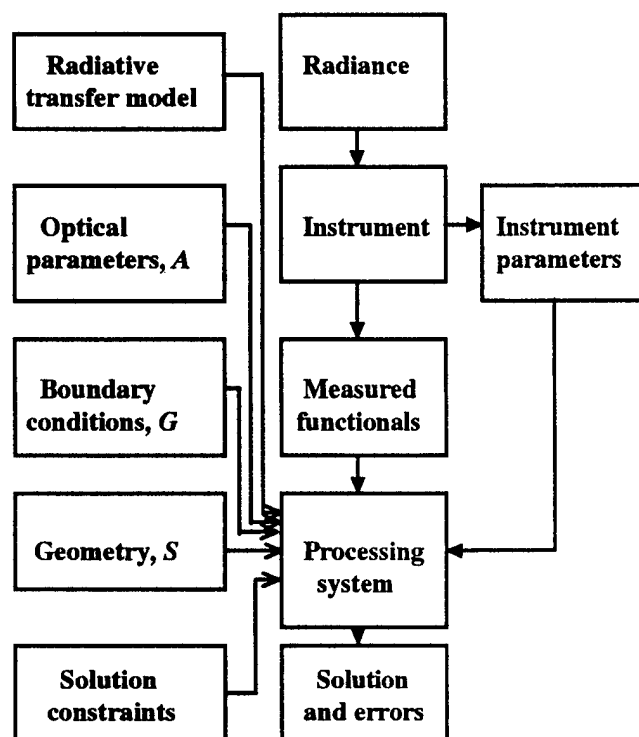 Radiative
transfer model
Radiance
Optical
parameters, A
Instrument
Instrument
parameters
Boundary
conditions, G
Measured
functionals
Geometry, S
Processing
system
Solution
constraints
Solution
and errors